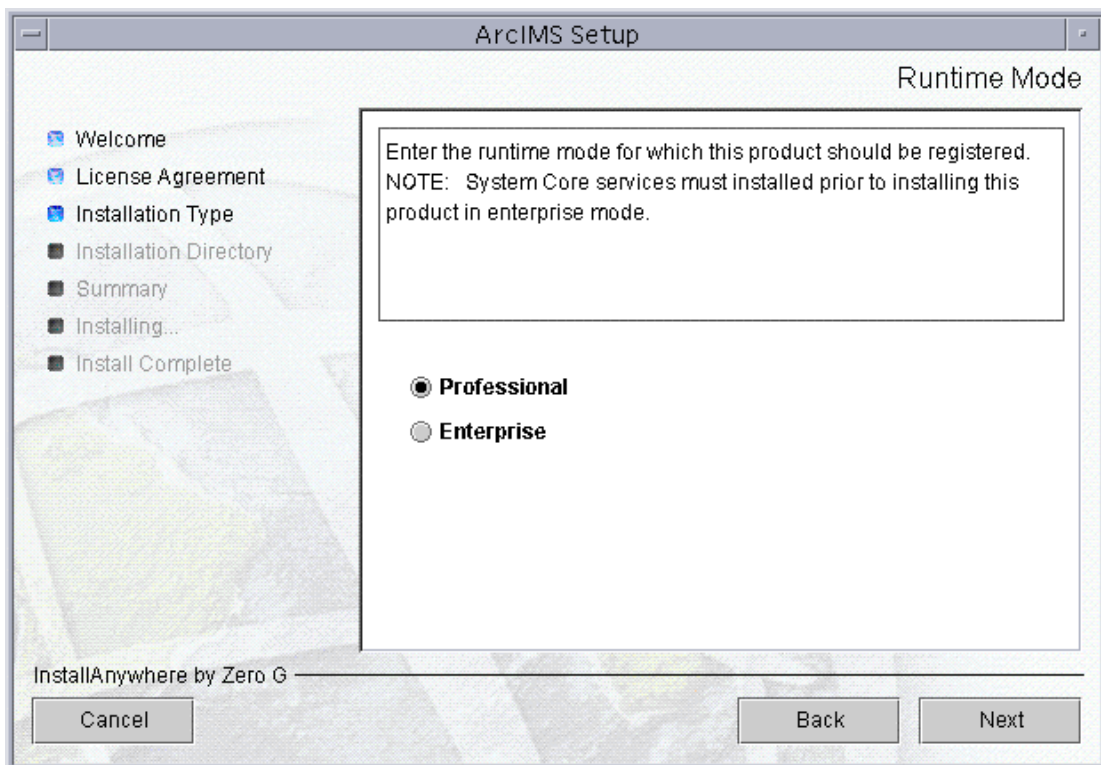 ArcIMS Setup
Runtime Mode
Welcome
License Agreement
Installation Type
Installation Directory
Summary
Installing...
Install Complete
Enter the runtime mode for which this product should be registered.
NOTE: System Core services must installed prior to installing this
product in enterprise mode.
Professional
Enterprise
InstallAnywhere by Zero G
Cancel
Back
Next